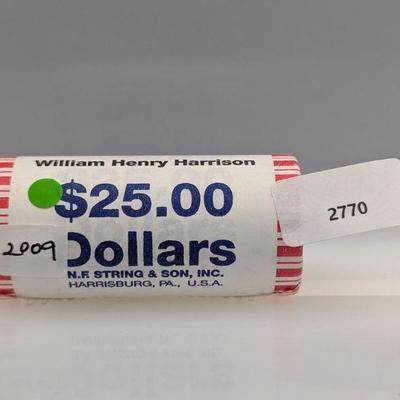 William Henry Harrison
$25.00
2009
Dollars
N.F. STRING & SON, INC.
HARRISBURG, PA., U.S.A.
2770